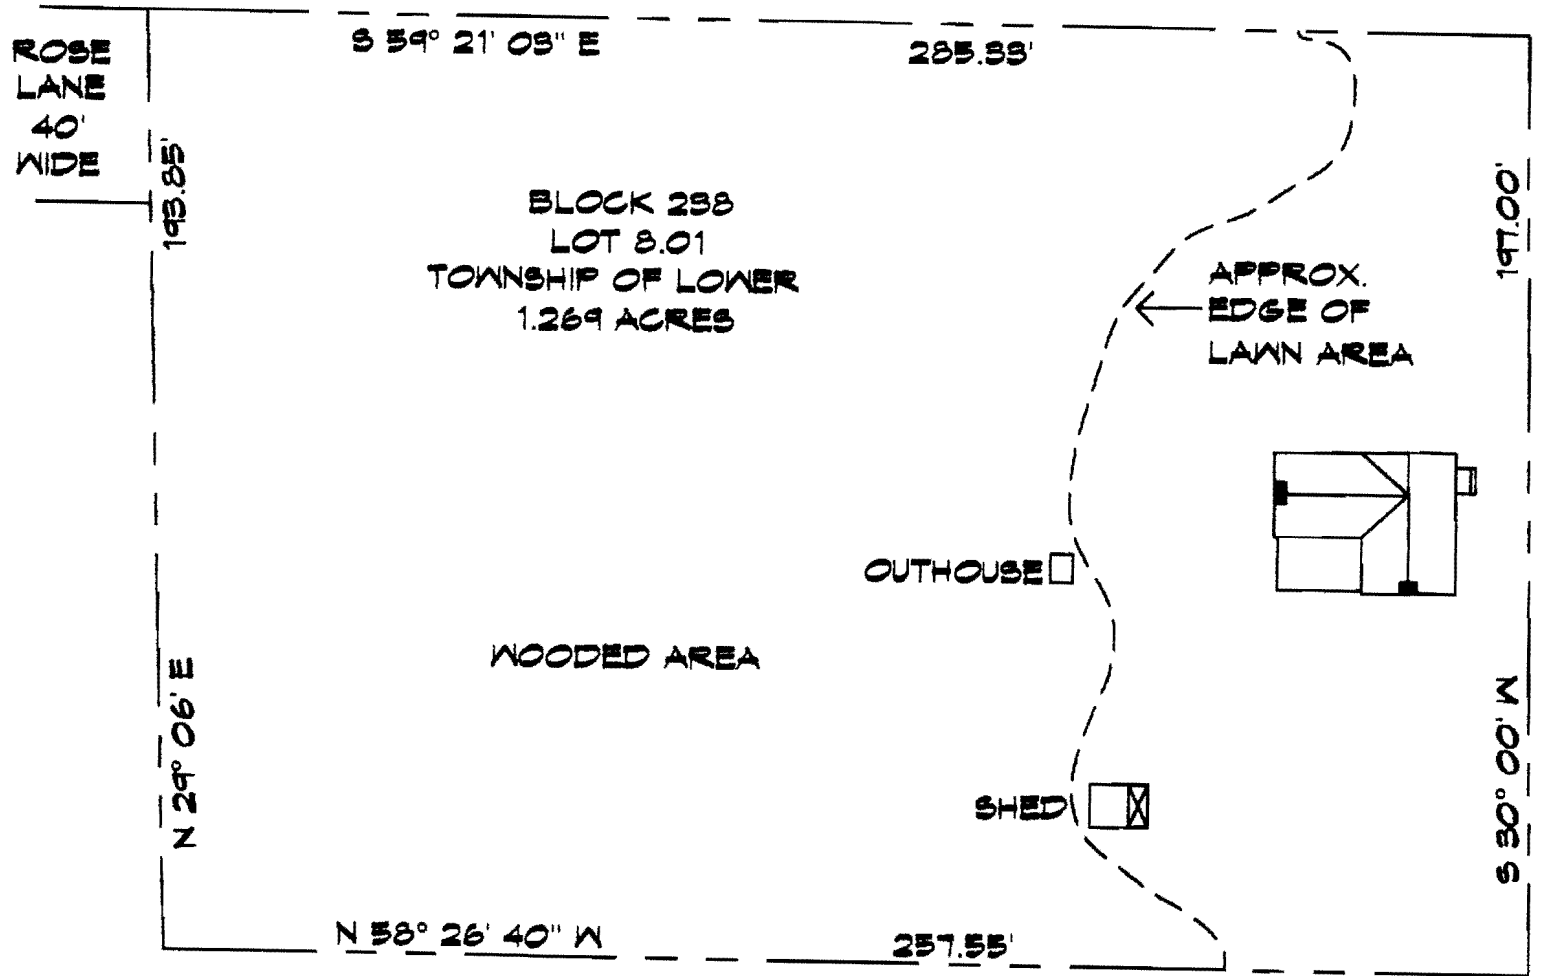 S 59° 21' 03" E
285.33'
ROSE
LANE
40'
WIDE
193.85'
197.00'
BLOCK 238
LOT 8.01
TOWNSHIP OF LOWER
1.269 ACRES
APPROX.
EDGE OF
LAWN AREA
OUTHOUSE
WOODED AREA
N 29° 06' E
S 30° 00' W
SHED
N 58° 26' 40" W
257.55'